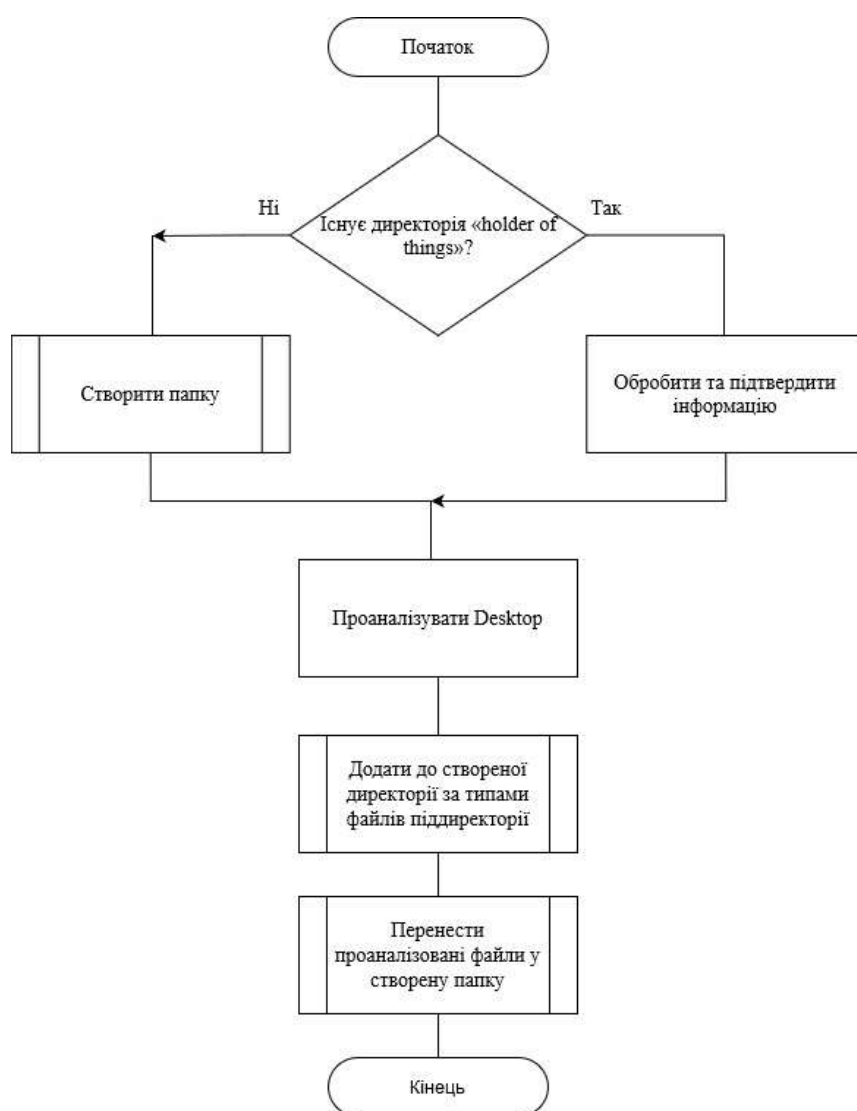 Початок
Ні
Так
Існує директорія «holder of
things»?
Створити папку
Обробити та підтвердити
інформацію
Проаналізувати Desktop
Додати до створеної
директорії за типами
файлів піддиректорії
Перенести
проаналізовані файли у
створену папку
Кінець